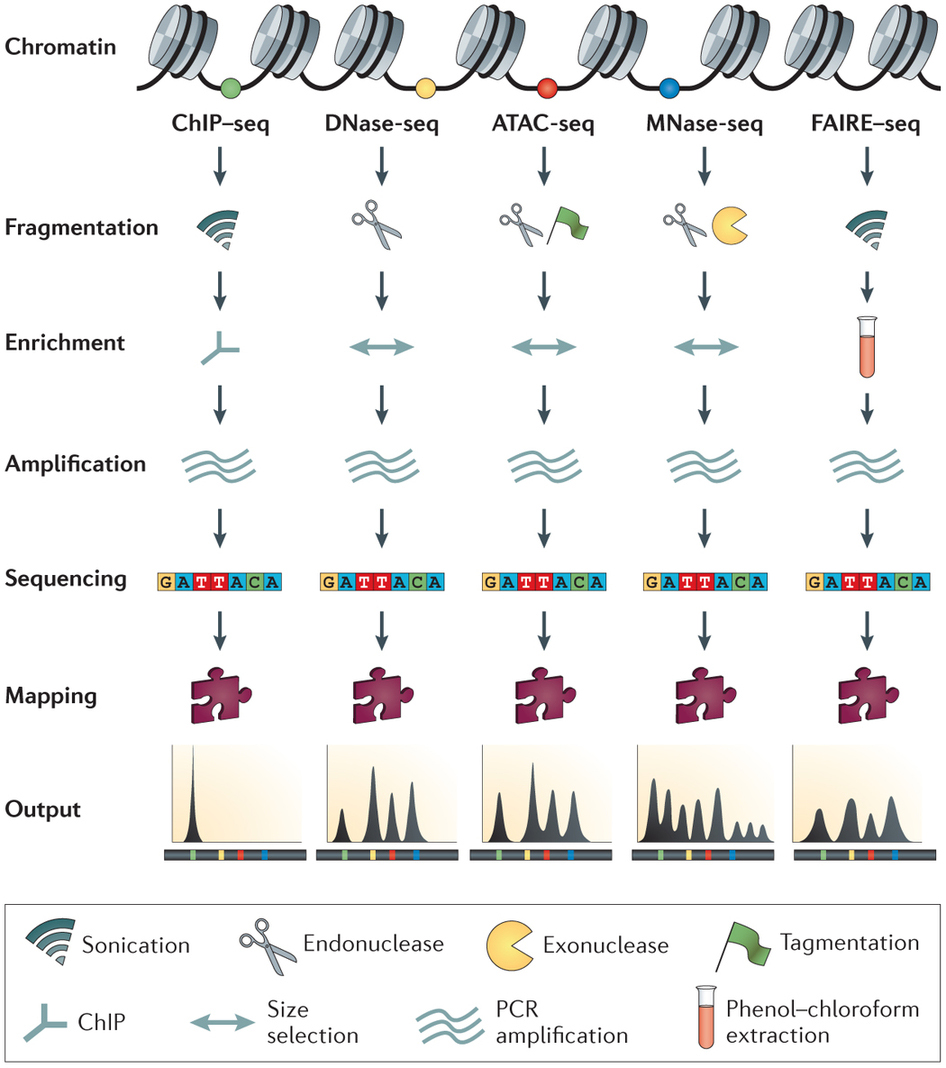 Chromatin
ChIP–seq DNase-seq ATAC-seq MNase-seq FAIRE–seq
Fragmentation
Enrichment
Amplification
Sequencing GATTACA GATTACA GATTACA GATTACA GATTACA
Mapping
Output
Sonication Endonuclease Exonuclease Tagmentation
ChIP Size selection PCR amplification Phenol–chloroform extraction